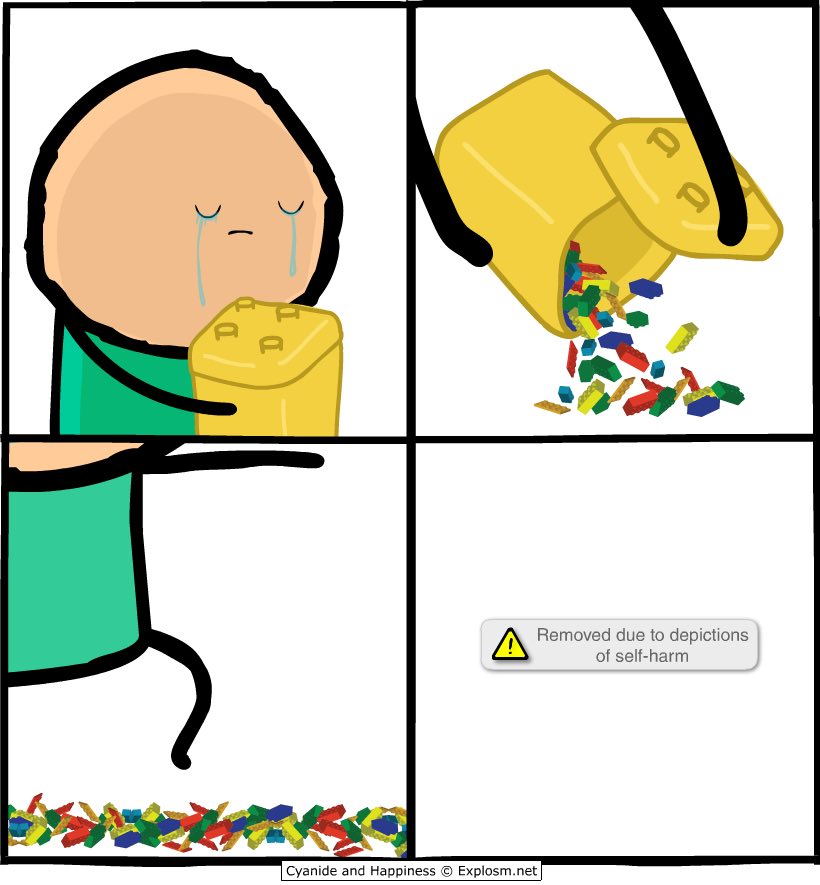 Removed due to depictions
of self-harm
Cyanide and Happiness © Explosm.net